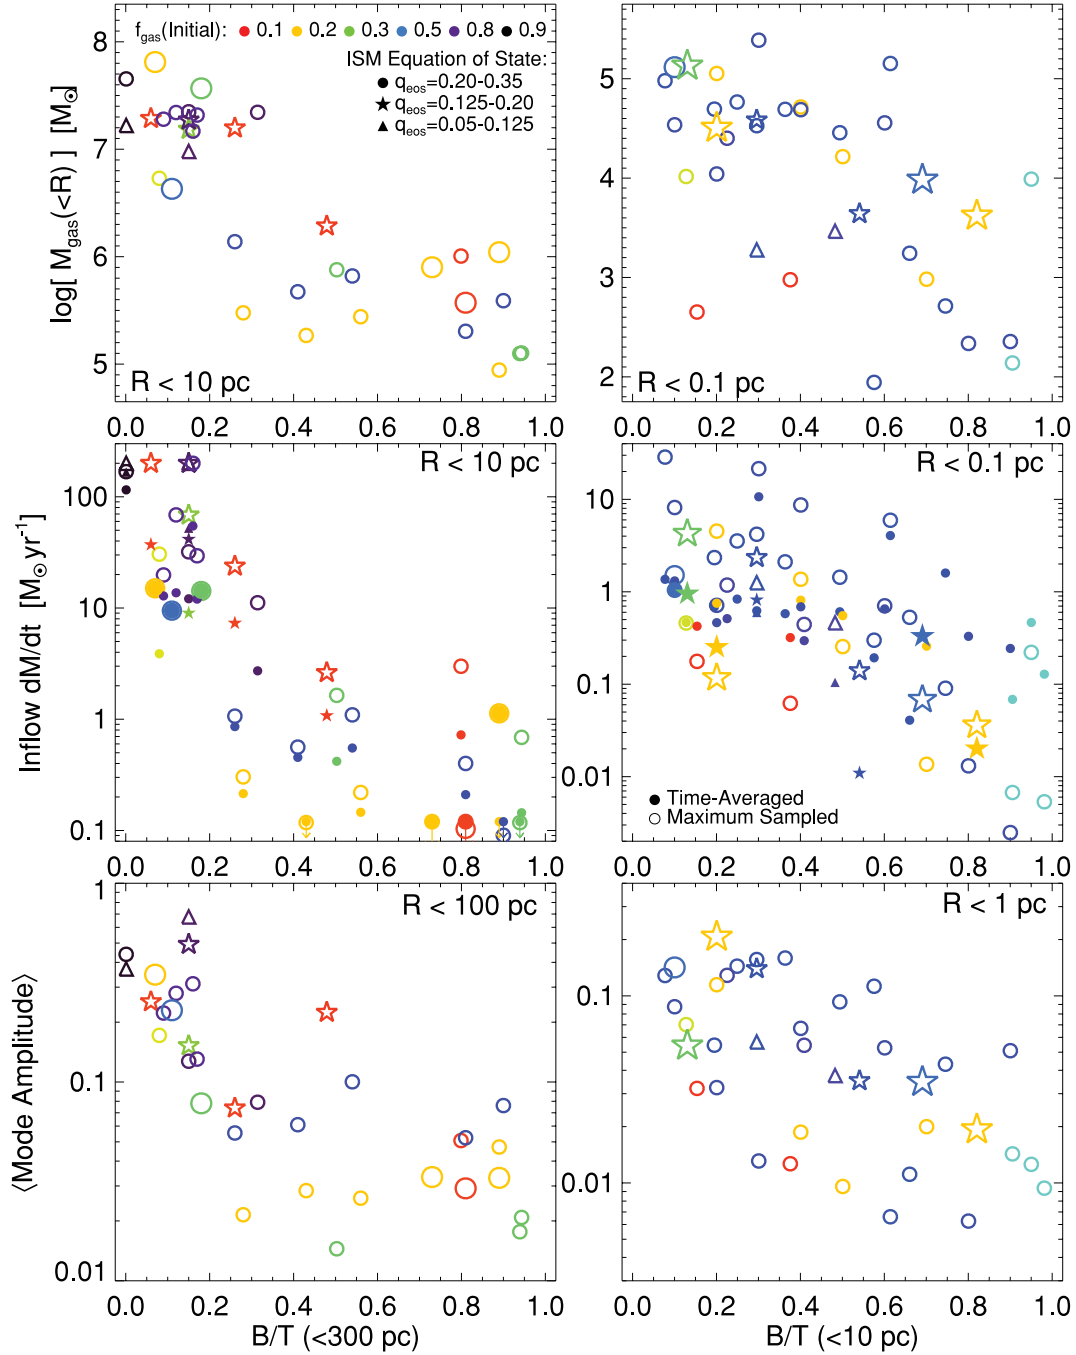 f_gas(Initial): 0.1 0.2 0.3 0.5 0.8 0.9
ISM Equation of State:
q_eos=0.20-0.35
q_eos=0.125-0.20
q_eos=0.05-0.125
log[ M_gas(<R) ] [M_⊙]
8
7
6
5
R < 10 pc
0.0 0.2 0.4 0.6 0.8 1.0
5
4
3
2
R < 0.1 pc
0.0 0.2 0.4 0.6 0.8 1.0
Inflow dM/dt [M_⊙ yr⁻¹]
100
10
1
0.1
R < 10 pc
0.0 0.2 0.4 0.6 0.8 1.0
10
1
0.1
0.01
R < 0.1 pc
Time-Averaged
Maximum Sampled
0.0 0.2 0.4 0.6 0.8 1.0
⟨Mode Amplitude⟩
1
0.1
0.01
R < 100 pc
0.0 0.2 0.4 0.6 0.8 1.0
B/T (<300 pc)
0.1
0.01
R < 1 pc
0.0 0.2 0.4 0.6 0.8 1.0
B/T (<10 pc)